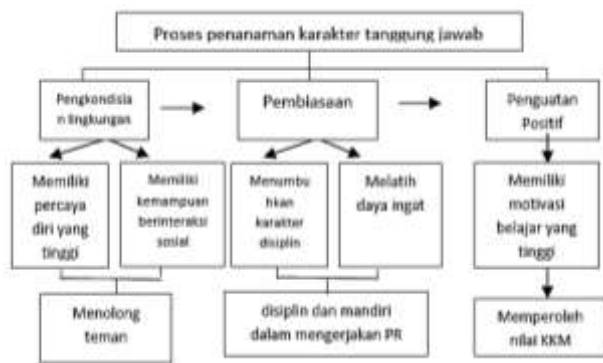 Proses penanaman karakter tanggung jawab
Pengkondisia
n lingkungan
Pembiasaan
Penguatan
Positif
Memiliki
percaya
diri yang
tinggi
Memiliki
kemampuan
berinteraksi
sosial
Menumbu
hkan
karakter
disiplin
Melatih
daya ingat
Memiliki
motivasi
belajar yang
tinggi
Menolong
teman
disiplin dan mandiri
dalam mengerjakan PR
Memperoleh
nilai KKM